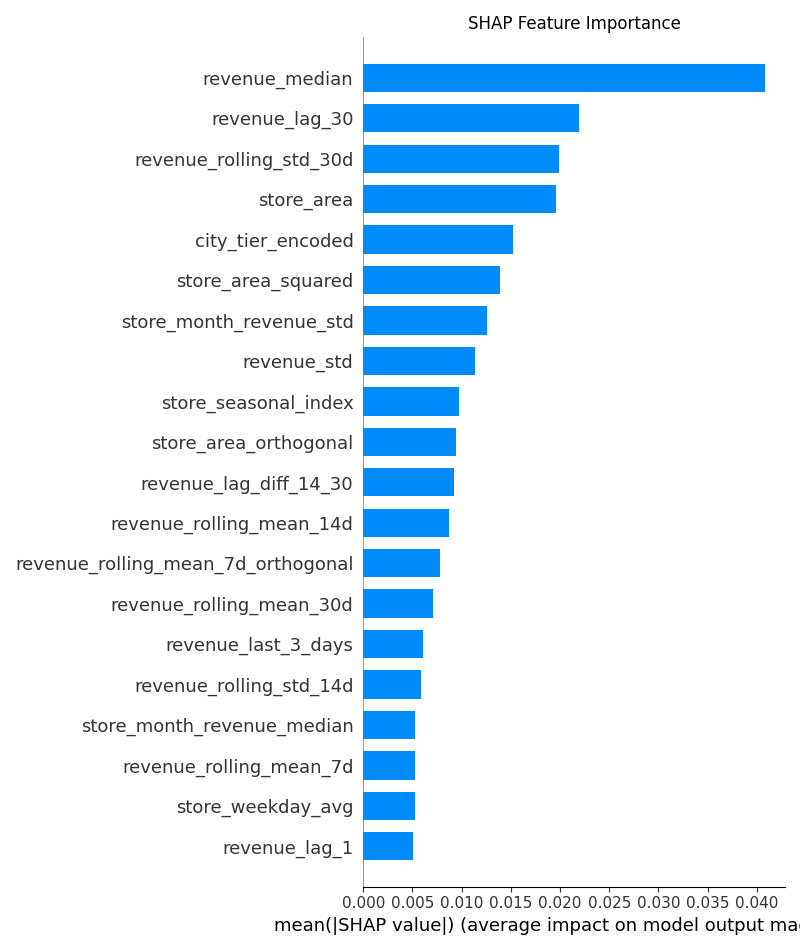 SHAP Feature Importance
revenue_median
revenue_lag_30
revenue_rolling_std_30d
store_area
city_tier_encoded
store_area_squared
store_month_revenue_std
revenue_std
store_seasonal_index
store_area_orthogonal
revenue_lag_diff_14_30
revenue_rolling_mean_14d
revenue_rolling_mean_7d_orthogonal
revenue_rolling_mean_30d
revenue_last_3_days
revenue_rolling_std_14d
store_month_revenue_median
revenue_rolling_mean_7d
store_weekday_avg
revenue_lag_1
0.000 0.005 0.010 0.015 0.020 0.025 0.030 0.035 0.040
mean(|SHAP value|) (average impact on model output